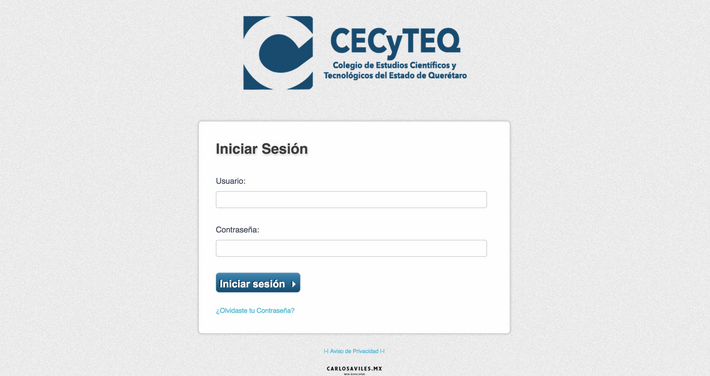 CECyTEQ
Colegio de Estudios Científicos y
Tecnológicos del Estado de Querétaro
Iniciar Sesión
Usuario:
Contraseña:
Iniciar sesión
¿Olvidaste tu Contraseña?
|-| Aviso de Privacidad |-|
CARLOSAVILES.MX